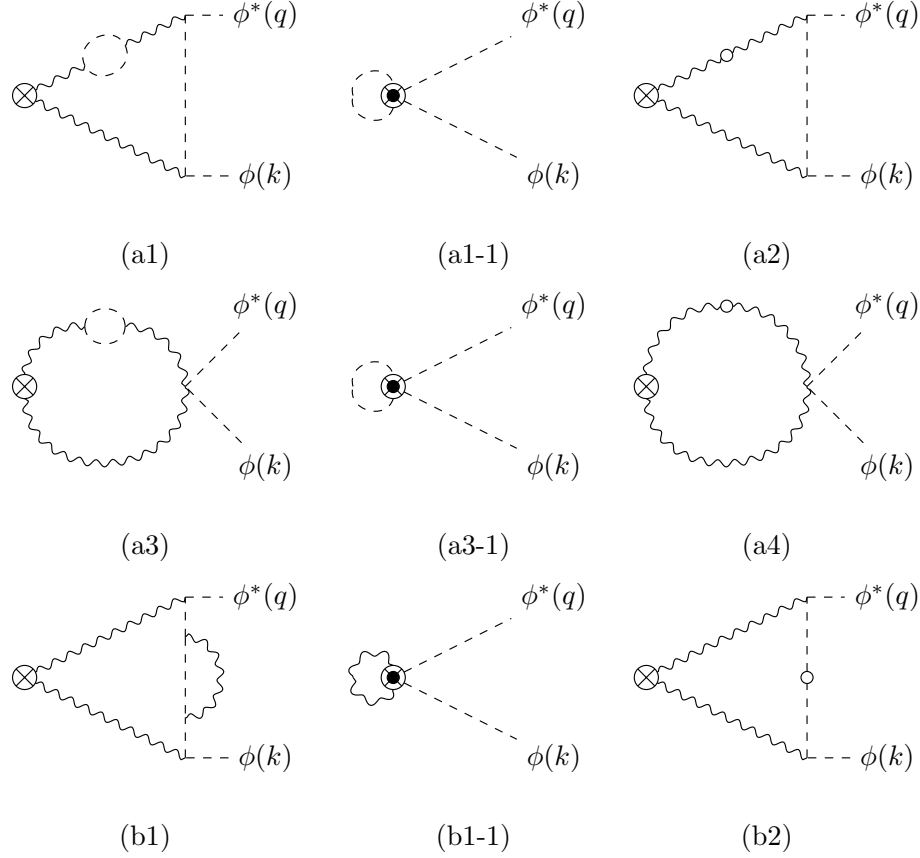 ϕ*(q) ϕ*(q) ϕ*(q)
ϕ(k) ϕ(k) ϕ(k)
(a1) (a1-1) (a2)
ϕ*(q) ϕ*(q) ϕ*(q)
ϕ(k) ϕ(k) ϕ(k)
(a3) (a3-1) (a4)
ϕ*(q) ϕ*(q) ϕ*(q)
ϕ(k) ϕ(k) ϕ(k)
(b1) (b1-1) (b2)